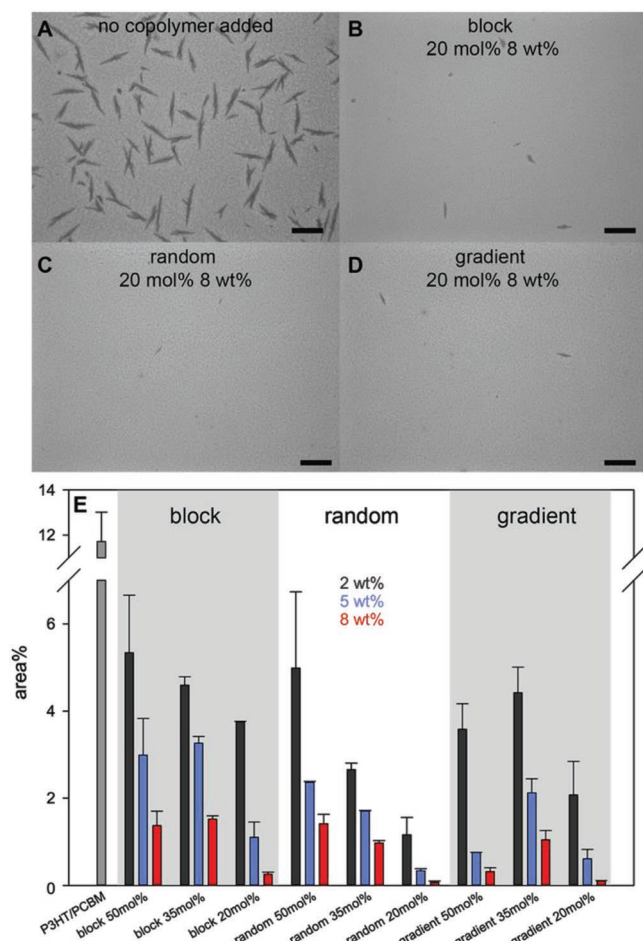 A
no copolymer added
B
block
20 mol% 8 wt%
C
random
20 mol% 8 wt%
D
gradient
20 mol% 8 wt%
E
block
random
gradient
2 wt%
5 wt%
8 wt%
area%
14
12
6
4
2
0
P3HT/PCBM
block 50mol%
block 35mol%
block 20mol%
random 50mol%
random 35mol%
random 20mol%
gradient 50mol%
gradient 35mol%
gradient 20mol%